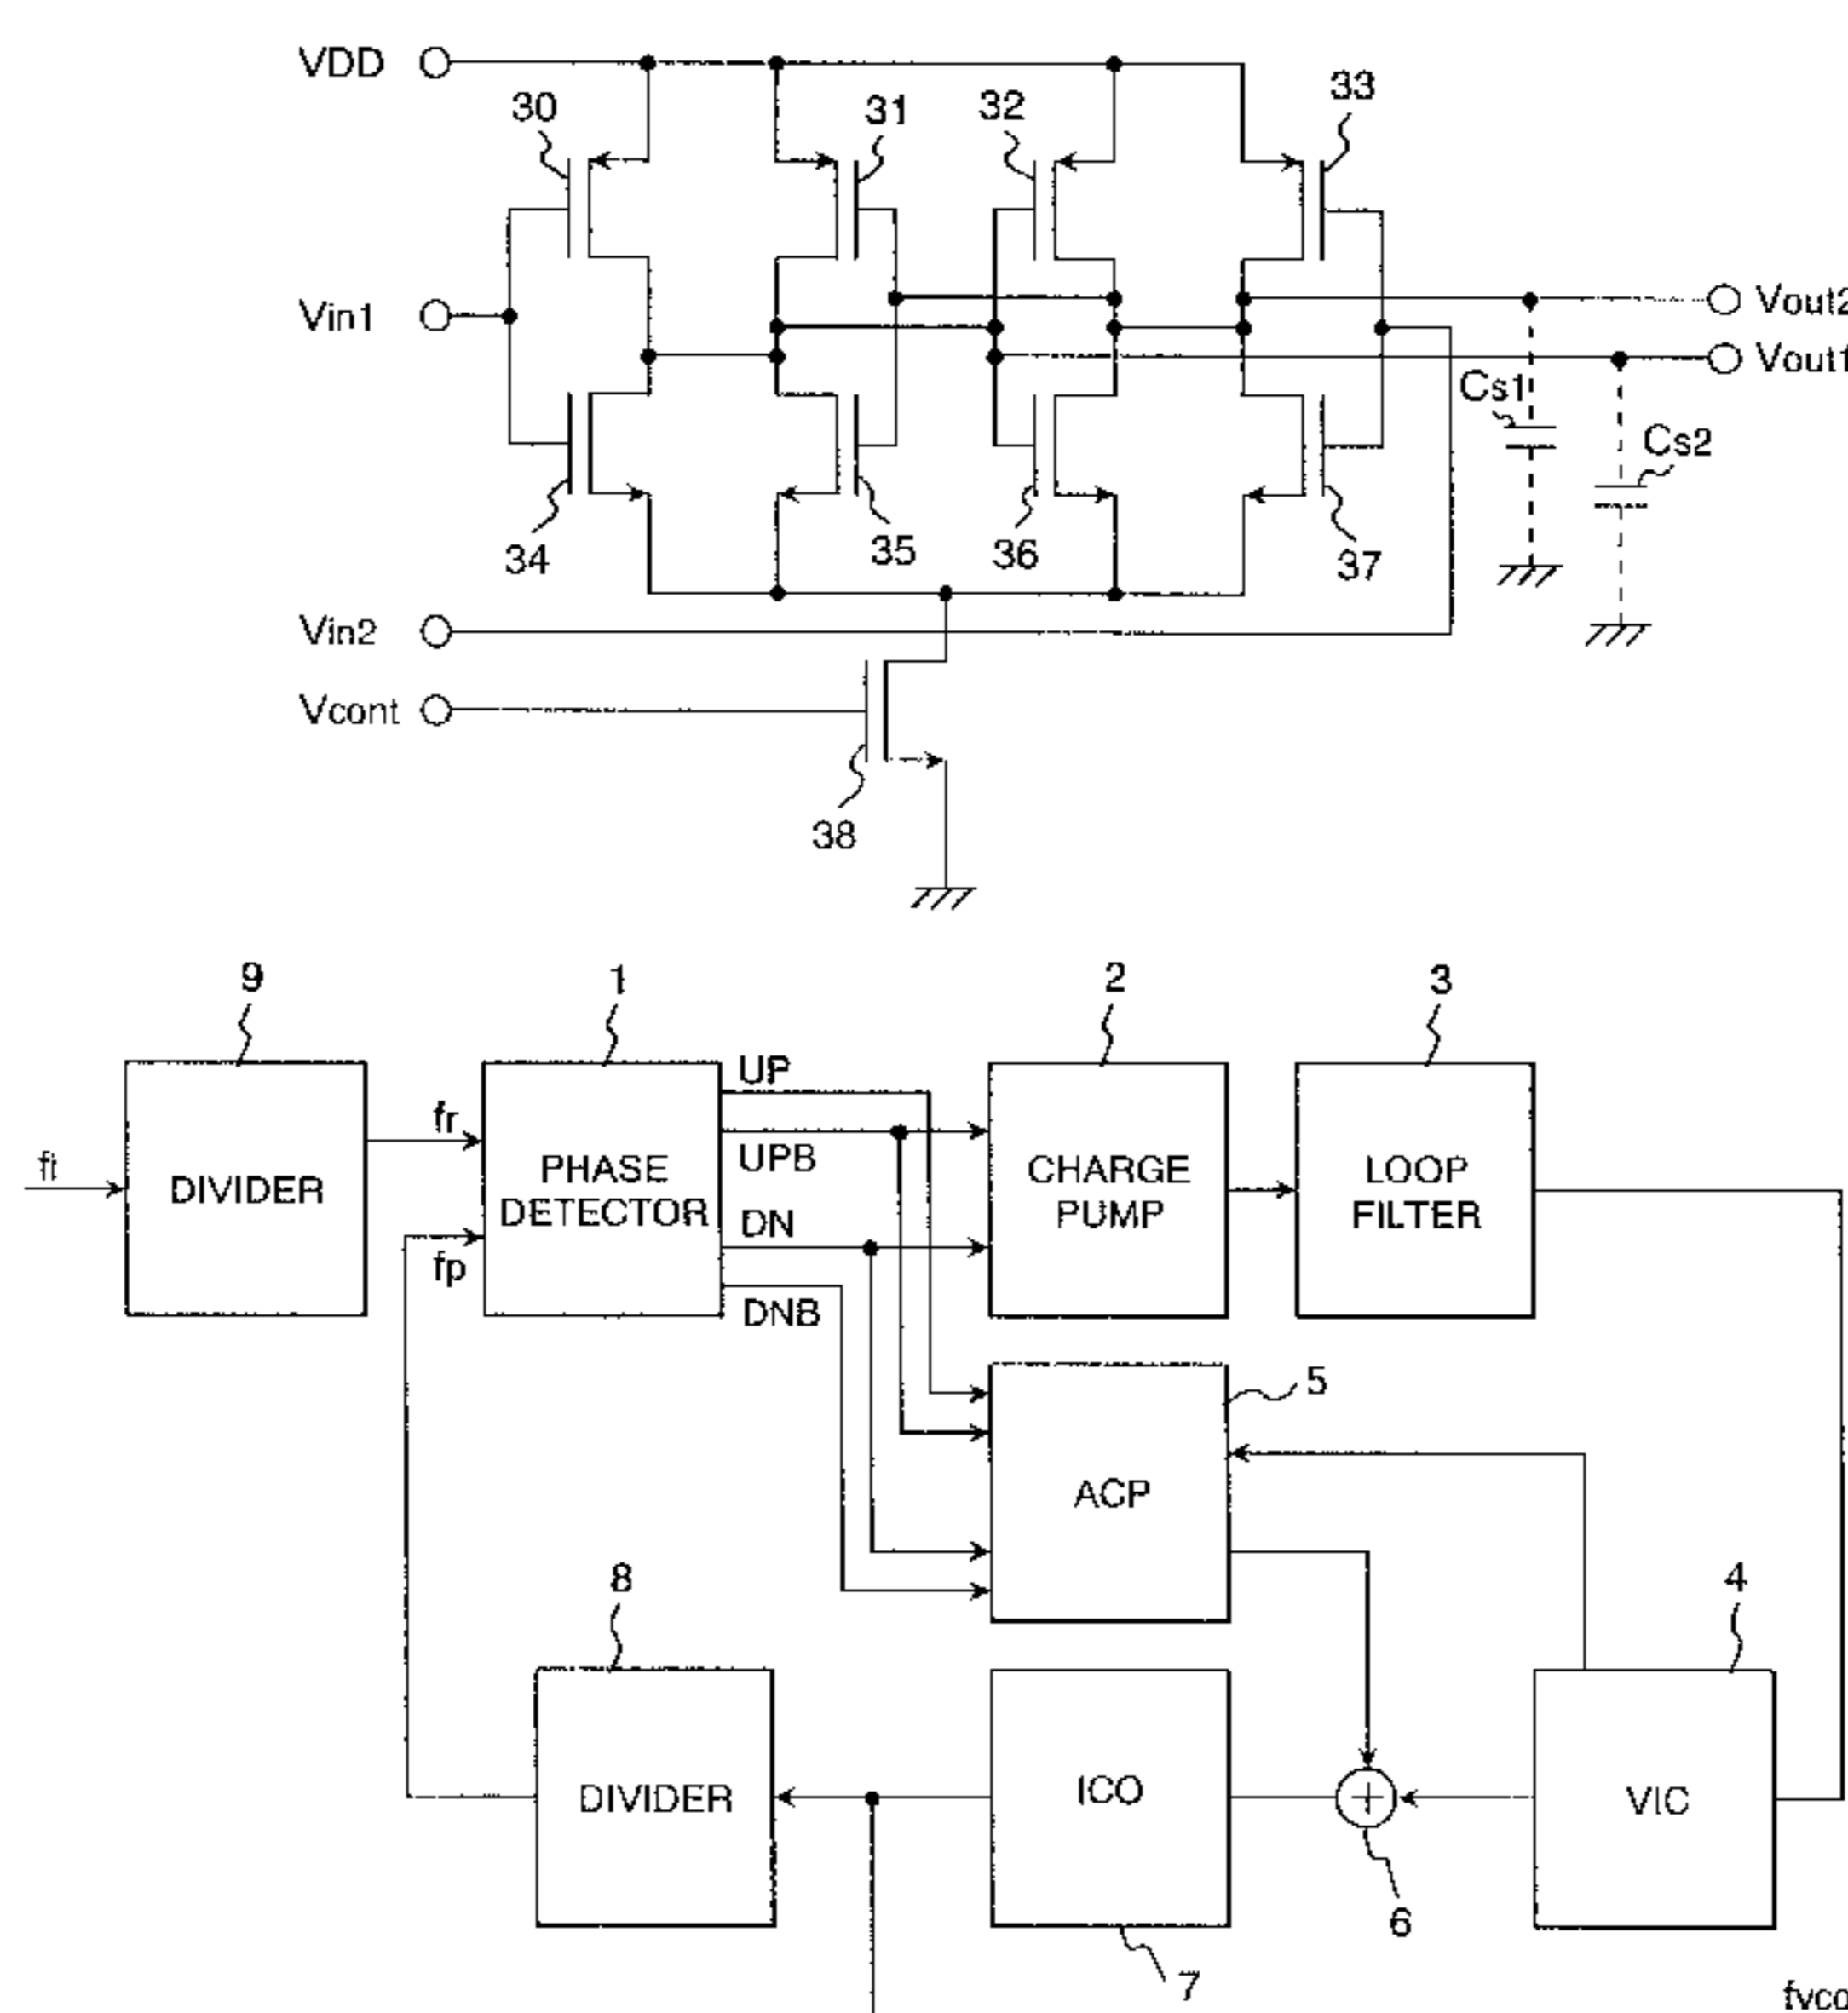 VDD
30
31
32
33
Vin1
Vout2
Vout1
Cs1
Cs2
34
35
36
37
Vin2
Vcont
38
9
1
2
3
UP
fr
UPB
fi
DIVIDER
PHASE
DETECTOR
CHARGE
PUMP
LOOP
FILTER
DN
fp
DNB
5
ACP
8
4
DIVIDER
ICO
VIC
6
7